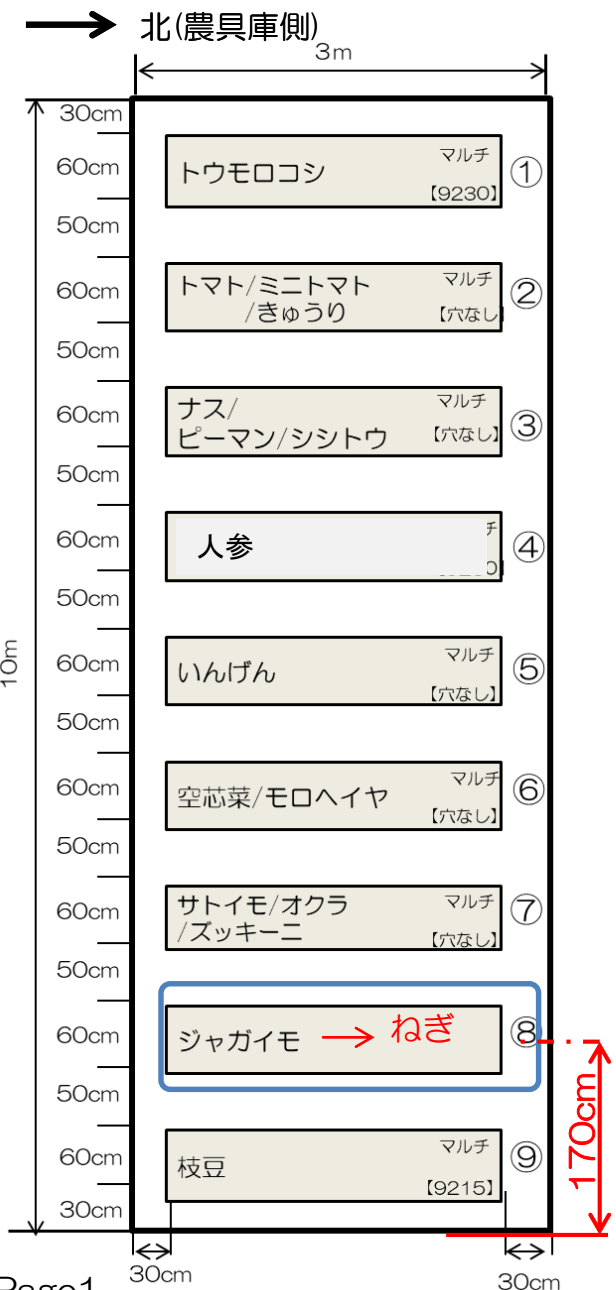 北(農具庫側)
3m
30cm
60cm
トウモロコシ
マルチ
【9230】
①
50cm
60cm
トマト/ミニトマト
/きゅうり
マルチ
【穴なし】
②
50cm
60cm
ナス/
ピーマン/シシトウ
マルチ
【穴なし】
③
50cm
60cm
人参
④
50cm
10m
60cm
いんげん
マルチ
【穴なし】
⑤
50cm
60cm
空芯菜/モロヘイヤ
マルチ
【穴なし】
⑥
50cm
60cm
サトイモ/オクラ
/ズッキーニ
マルチ
【穴なし】
⑦
50cm
60cm
ジャガイモ → ねぎ
⑧
50cm
170cm
60cm
枝豆
マルチ
【9215】
⑨
30cm
30cm
30cm
Page1